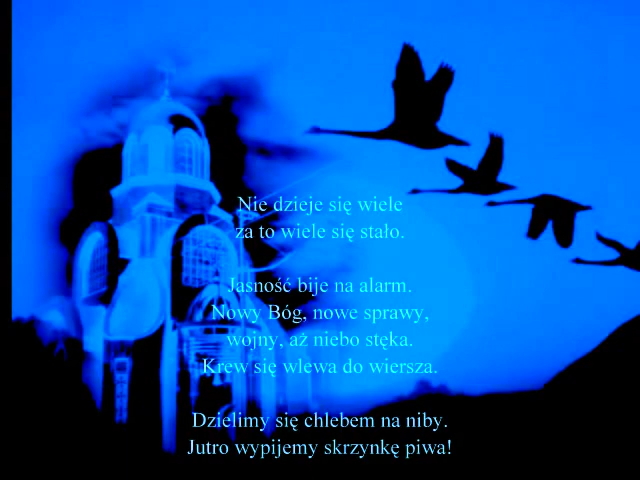 Nie dzieje się wiele
za to wiele się stało.
Jasność bije na alarm.
Nowy Bóg, nowe sprawy,
wojny, aż niebo stęka.
Krew się wlewa do wiersza.
Dzielimy się chlebem na niby.
Jutro wypijemy skrzynkę piwa!